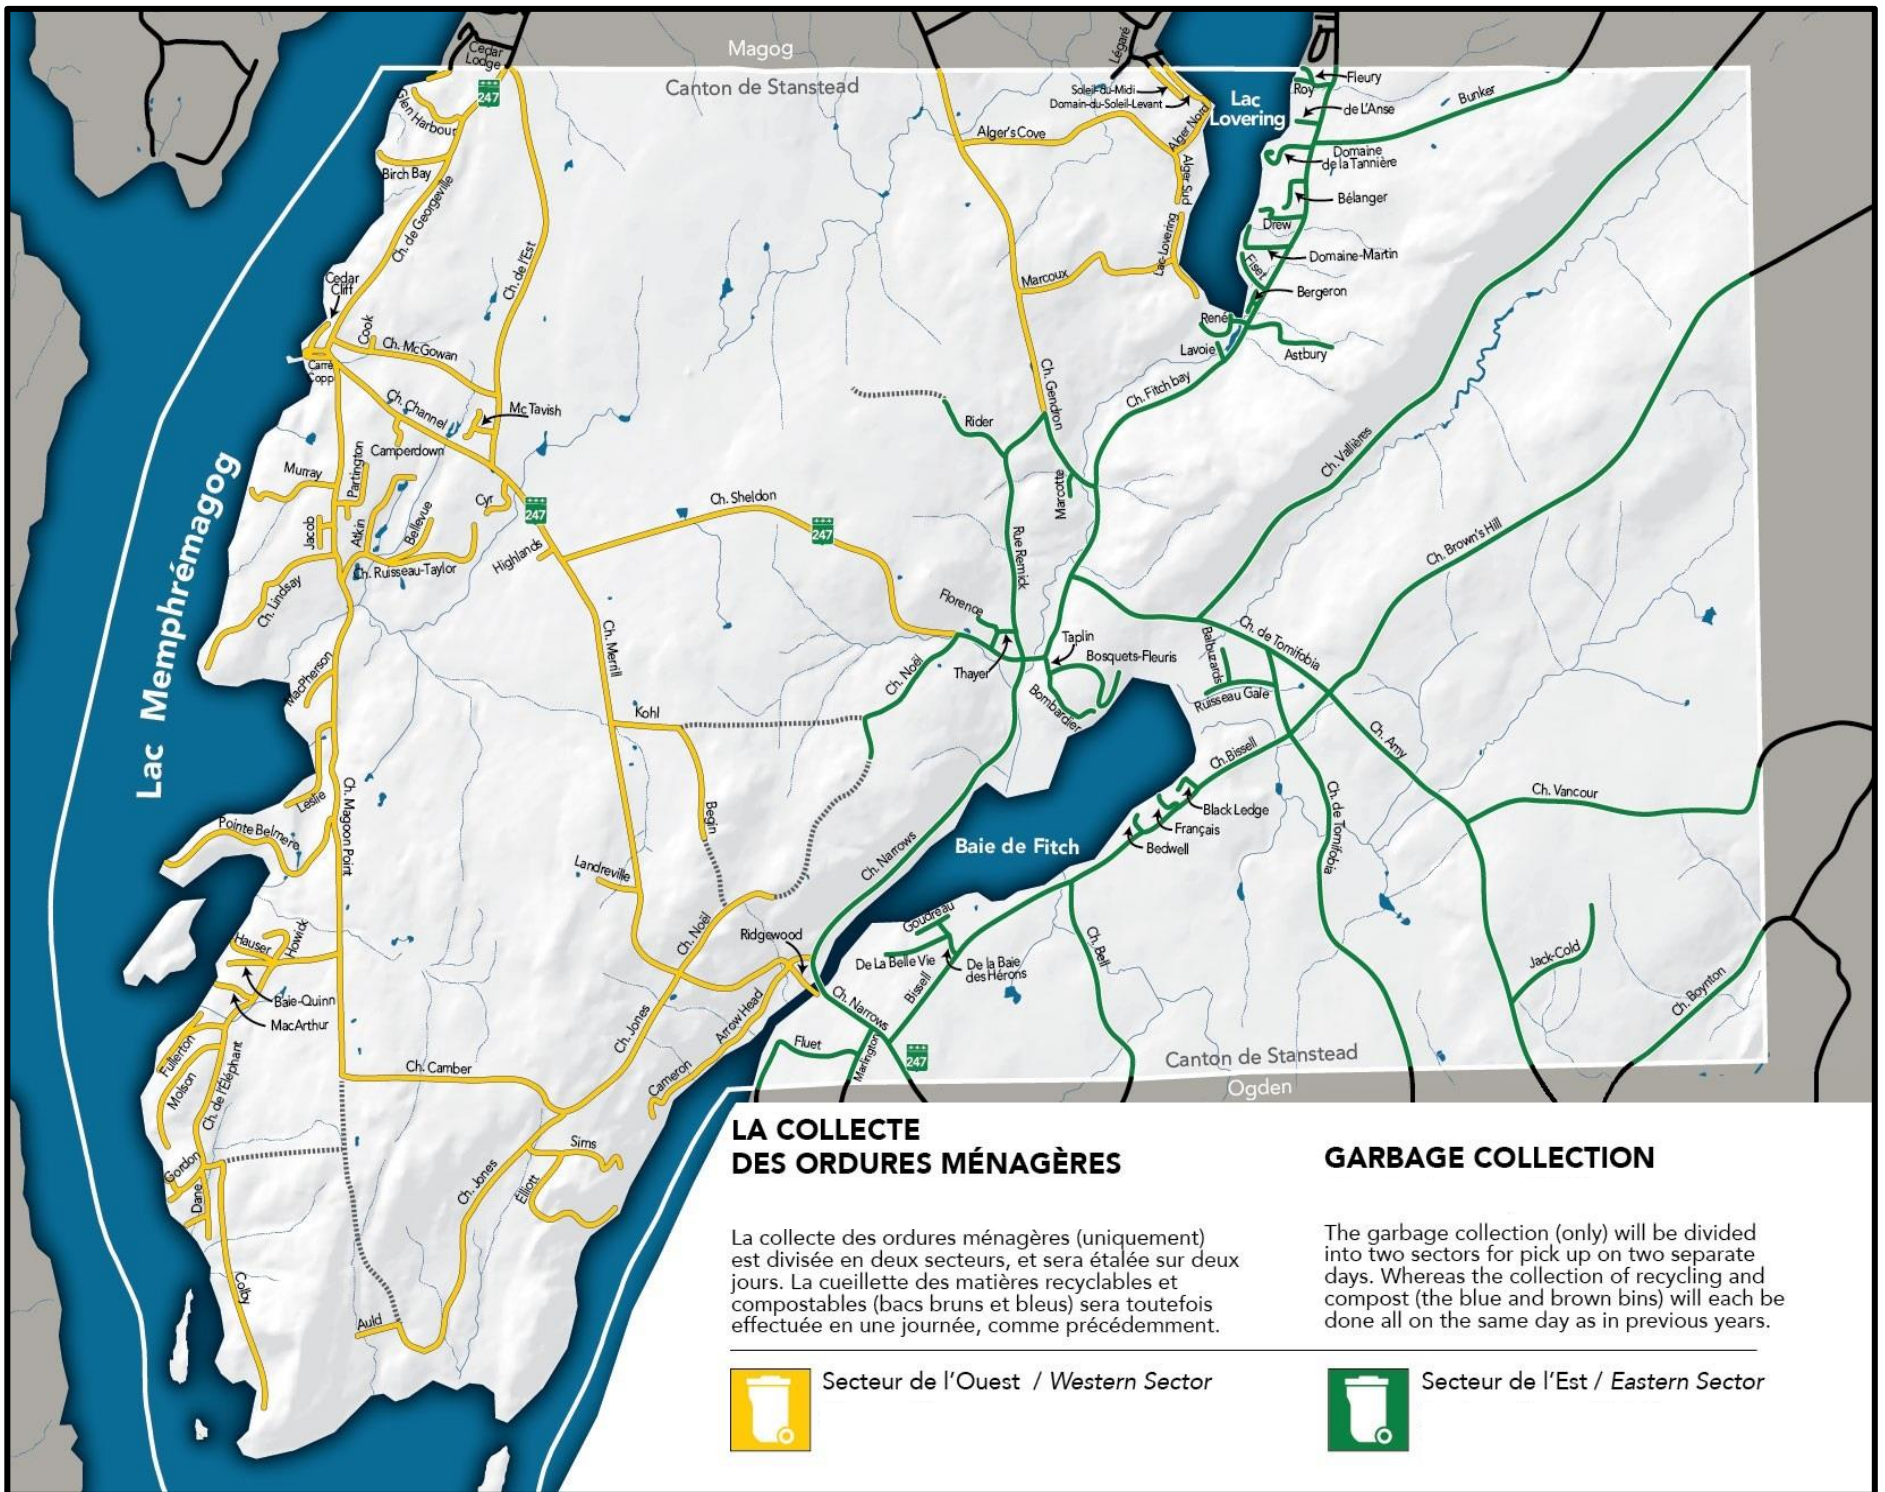 Magog
Canton de Stanstead
Cedar
Lodge
247
Glen Harbour
Birch Bay
Ch. de Georgeville
Ch. de l'Est
Cedar
Cliff
Cook
Ch. McGowan
Carré
Copp
Ch. Channel
Mc Tavish
Camperdown
Murray
Partington
Jacob
Atkin
Bellevue
Cyr
247
Highlands
Ch. Ruisseau-Taylor
Ch. Lindsay
Lac Memphrémagog
MacPherson
Leslie
Pointe Belmere
Ch. Magoon Point
Hauser
Howick
Baie-Quinn
MacArthur
Fullerton
Molson
Ch. de l'Éléphant
Gordon
Dane
Colby
Auld
Ch. Camber
Ch. Jones
Sims
Elliott
Ch. Jones
Cameron
Arrow Head
Ridgewood
Ch. Noël
Landreville
Begin
Kohl
Ch. Merrill
Ch. Sheldon
247
Légaré
Soleil-du-Midi
Domain-du-Soleil-Levant
Alger's Cove
Alger Nord
Alger Sud
Lac-Lovering
Marcoux
Ch. Gendron
Lac
Lovering
Fleury
Roy
de L'Anse
Bunker
Domaine
de la Tannière
Bélanger
Drew
Domaine-Martin
Fiset
Bergeron
René
Lavoie
Astbury
Ch. Fitch bay
Rider
Marcotte
Rue Remick
Florence
Thayer
Ch. Noël
Taplin
Bosquets-Fleuris
Bombardier
Ch. Vallières
Ch. Brown's Hill
Ch. de Tomifobia
Balbuzards
Ruisseau Gale
Ch. Bissell
Ch. Amy
Ch. Vancour
Black Ledge
Français
Bedwell
Ch. de Tomifobia
Baie de Fitch
Ch. Narrows
Goudreau
De La Belle Vie
De la Baie
des Hérons
Bissell
Ch. Bell
Jack-Cold
Ch. Boynton
Ch. Narrows
Fluet
Marlington
247
Canton de Stanstead
Ogden
LA COLLECTE
DES ORDURES MÉNAGÈRES
La collecte des ordures ménagères (uniquement)
est divisée en deux secteurs, et sera étalée sur deux
jours. La cueillette des matières recyclables et
compostables (bacs bruns et bleus) sera toutefois
effectuée en une journée, comme précédemment.
GARBAGE COLLECTION
The garbage collection (only) will be divided
into two sectors for pick up on two separate
days. Whereas the collection of recycling and
compost (the blue and brown bins) will each be
done all on the same day as in previous years.
Secteur de l'Ouest / Western Sector
Secteur de l'Est / Eastern Sector